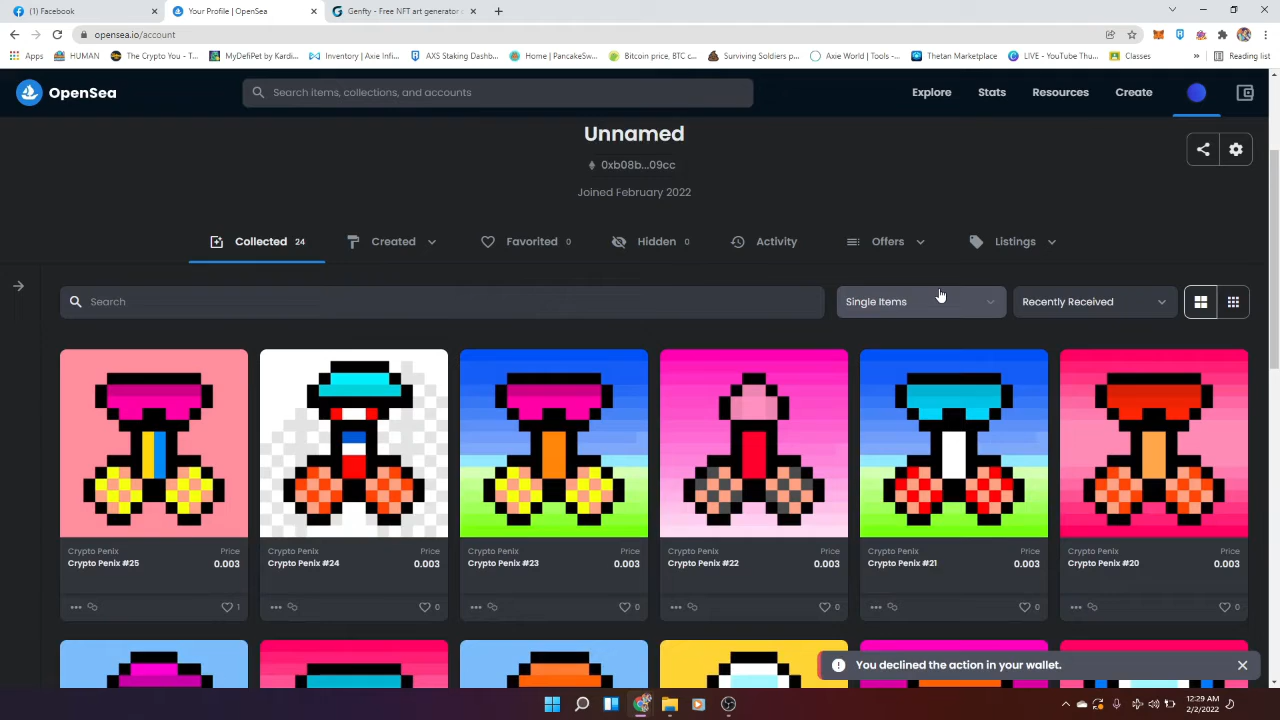 (1) Facebook
Your Profile | OpenSea
Genfty - Free NFT art generator
opensea.io/account
Apps
HUMAN
The Crypto You - T...
MyDefiPet by Kardi...
Inventory | Axie Infi...
AXS Staking Dashb...
Home | PancakeSw...
Bitcoin price, BTC c...
Surviving Soldiers p...
Axie World | Tools -...
Thetan Marketplace
LIVE - YouTube Thu...
Classes
»
Reading list
OpenSea
Search items, collections, and accounts
Explore
Stats
Resources
Create
Unnamed
0xb08b...09cc
Joined February 2022
Collected 24
Created
Favorited 0
Hidden 0
Activity
Offers
Listings
Search
Single Items
Recently Received
Crypto Penix Price
Crypto Penix #25 0.003
1
Crypto Penix Price
Crypto Penix #24 0.003
0
Crypto Penix Price
Crypto Penix #23 0.003
0
Crypto Penix Price
Crypto Penix #22 0.003
0
Crypto Penix Price
Crypto Penix #21 0.003
0
Crypto Penix Price
Crypto Penix #20 0.003
0
You declined the action in your wallet.
12:29 AM
2/2/2022